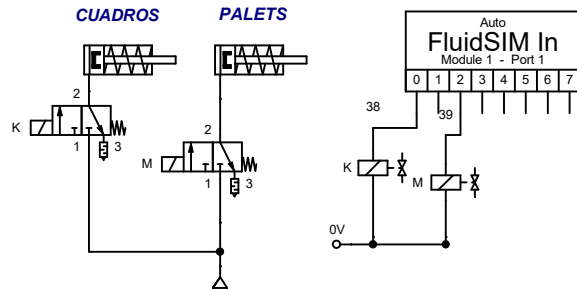 CUADROS PALETS
Auto
FluidSIM In
Module 1 - Port 1
0 1 2 3 4 5 6 7
2
38
39
K
1 3
2
M
1 3
K
M
0V